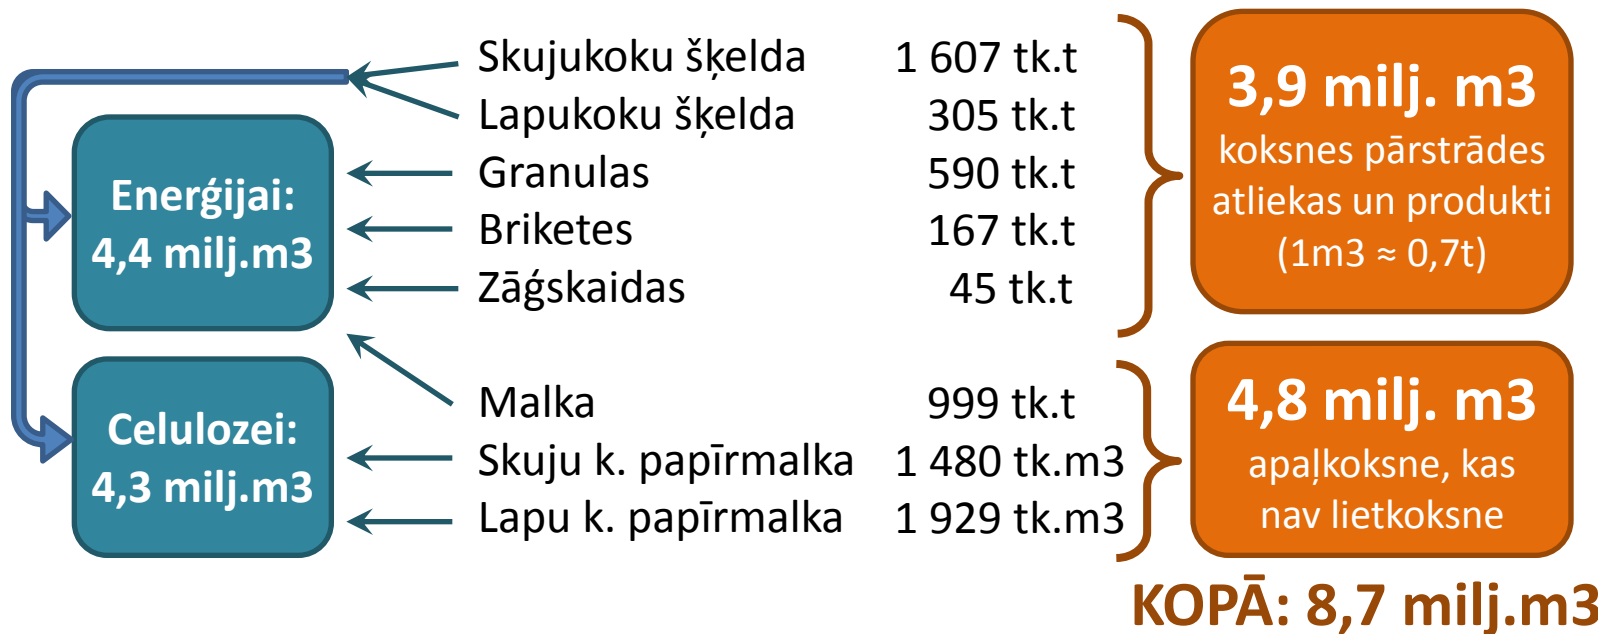 Enerģijai:
4,4 milj.m3
Celulozei:
4,3 milj.m3
Skujukoku šķelda 1 607 tk.t
Lapukoku šķelda 305 tk.t
Granulas 590 tk.t
Briketes 167 tk.t
Zāģskaidas 45 tk.t
Malka 999 tk.t
Skuju k. papīrmalka 1 480 tk.m3
Lapu k. papīrmalka 1 929 tk.m3
3,9 milj. m3
koksnes pārstrādes
atliekas un produkti
(1m3 ≈ 0,7t)
4,8 milj. m3
apaļkoksne, kas
nav lietkoksne
KOPĀ: 8,7 milj.m3